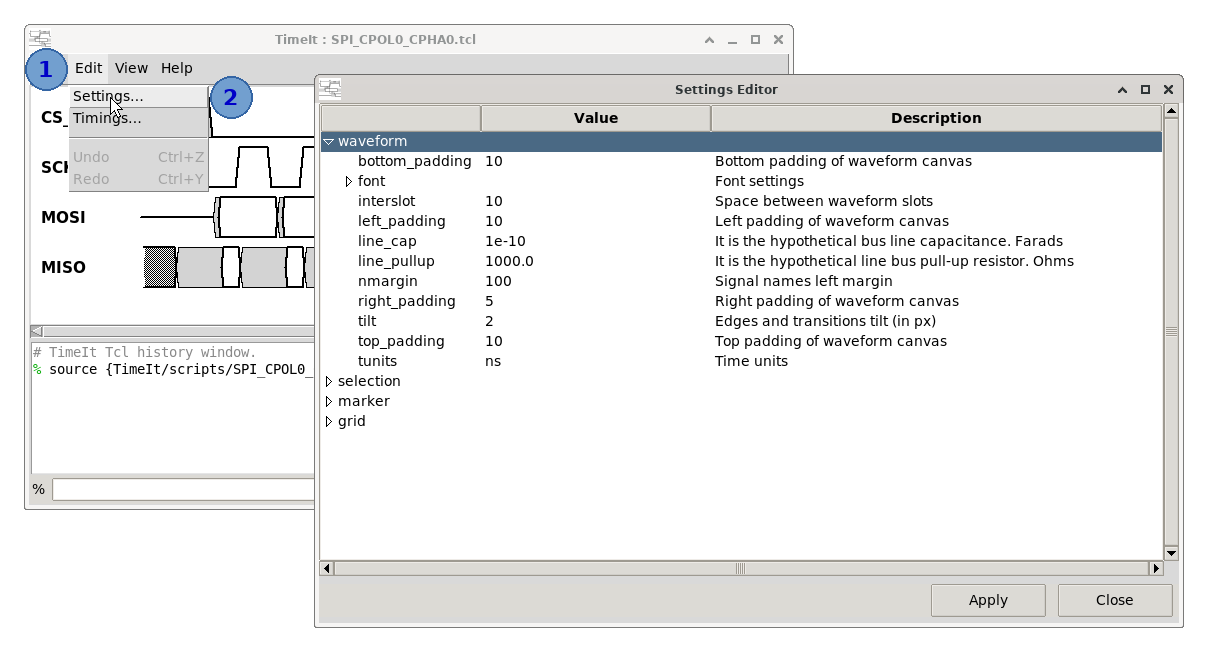 TimeIt : SPI_CPOL0_CPHA0.tcl
1
Edit View Help
Settings...
2
Timings...
Undo Ctrl+Z
Redo Ctrl+Y
CS_
MOSI
MISO
# TimeIt Tcl history window.
% source {TimeIt/scripts/SPI_CPOL0_
%
Settings Editor
Value Description
waveform
bottom_padding 10 Bottom padding of waveform canvas
font Font settings
interslot 10 Space between waveform slots
left_padding 10 Left padding of waveform canvas
line_cap 1e-10 It is the hypothetical bus line capacitance. Farads
line_pullup 1000.0 It is the hypothetical line bus pull-up resistor. Ohms
nmargin 100 Signal names left margin
right_padding 5 Right padding of waveform canvas
tilt 2 Edges and transitions tilt (in px)
top_padding 10 Top padding of waveform canvas
tunits ns Time units
selection
marker
grid
Apply Close